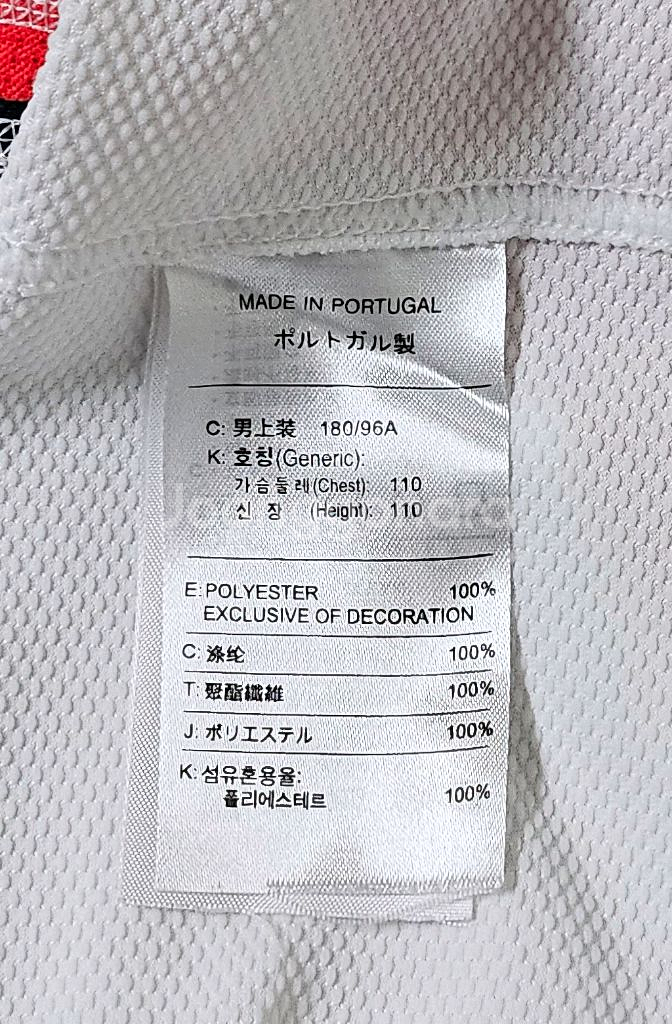 MADE IN PORTUGAL
ポルトガル製
C: 男上装 180/96A
K: 호칭(Generic):
가슴둘레(Chest): 110
신 장 (Height): 110
E: POLYESTER 100%
EXCLUSIVE OF DECORATION
C: 涤纶 100%
T: 聚酯纖維 100%
J: ポリエステル 100%
K: 섬유혼용율:
폴리에스테르 100%